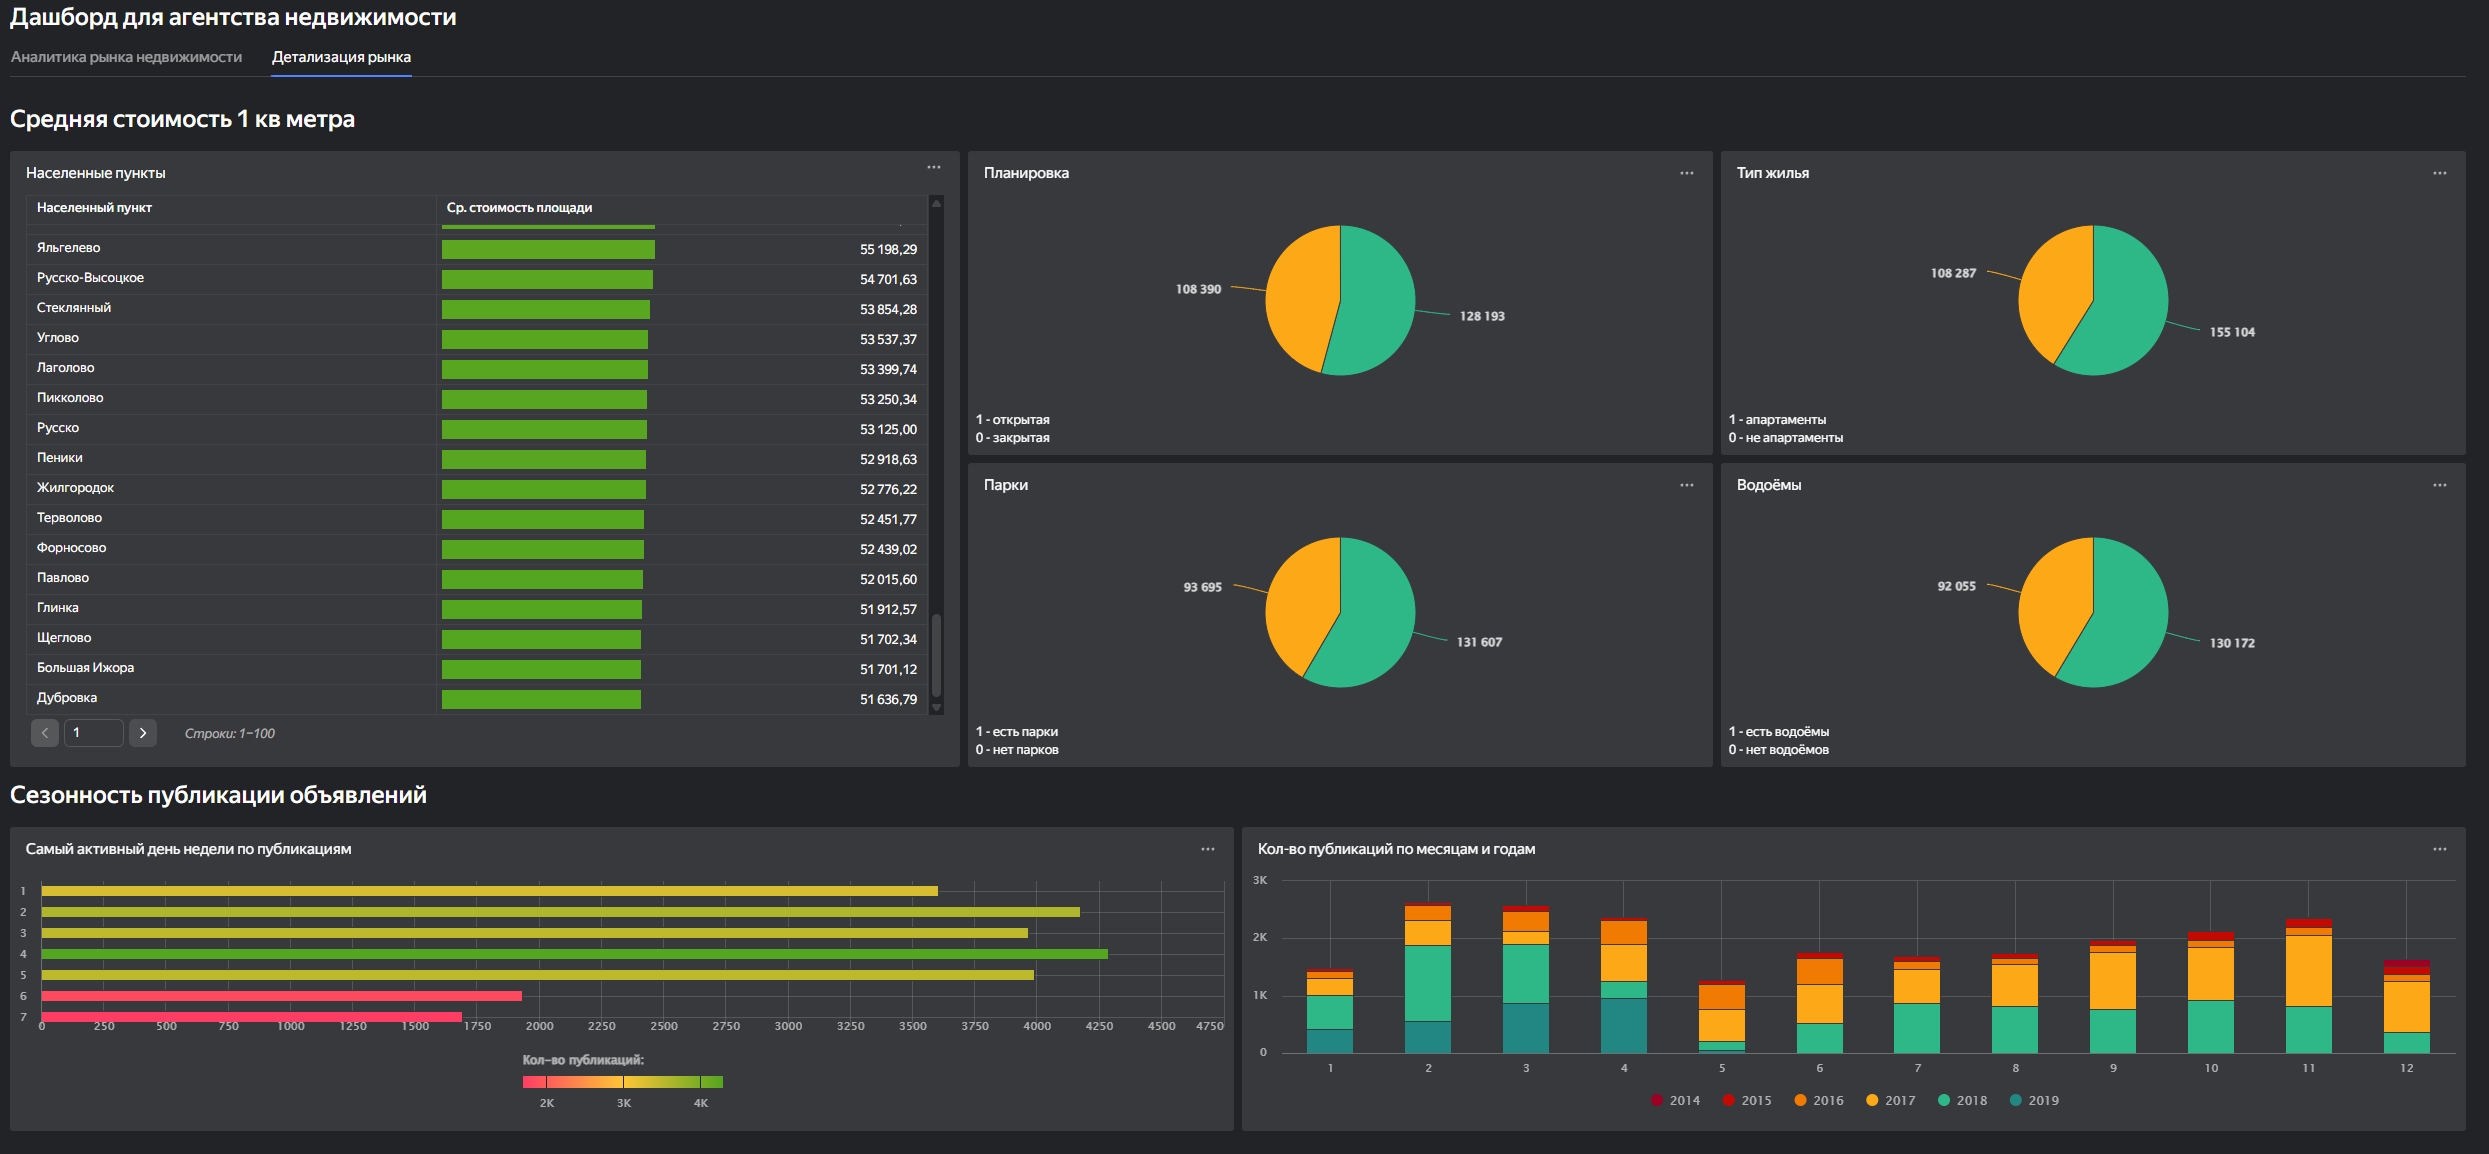 Дашборд для агентства недвижимости
Аналитика рынка недвижимости Детализация рынка
Средняя стоимость 1 кв метра
Населенные пункты
Населенный пункт Ср. стоимость площади
Яльгелево 55 198,29
Русско-Высоцкое 54 701,63
Стеклянный 53 854,28
Углово 53 537,37
Лаголово 53 399,74
Пикколово 53 250,34
Русско 53 125,00
Пеники 52 918,63
Жилгородок 52 776,22
Терволово 52 451,77
Форносово 52 439,02
Павлово 52 015,60
Глинка 51 912,57
Щеглово 51 702,34
Большая Ижора 51 701,12
Дубровка 51 636,79
1 Строки: 1−100
Планировка
108 390
128 193
1 - открытая
0 - закрытая
Тип жилья
108 287
155 104
1 - апартаменты
0 - не апартаменты
Парки
93 695
131 607
1 - есть парки
0 - нет парков
Водоёмы
92 055
130 172
1 - есть водоёмы
0 - нет водоёмов
Сезонность публикации объявлений
Самый активный день недели по публикациям
1
2
3
4
5
6
7
0 250 500 750 1000 1250 1500 1750 2000 2250 2500 2750 3000 3250 3500 3750 4000 4250 4500 4750
Кол-во публикаций:
2K 3K 4K
Кол-во публикаций по месяцам и годам
3K
2K
1K
0
1 2 3 4 5 6 7 8 9 10 11 12
2014 2015 2016 2017 2018 2019